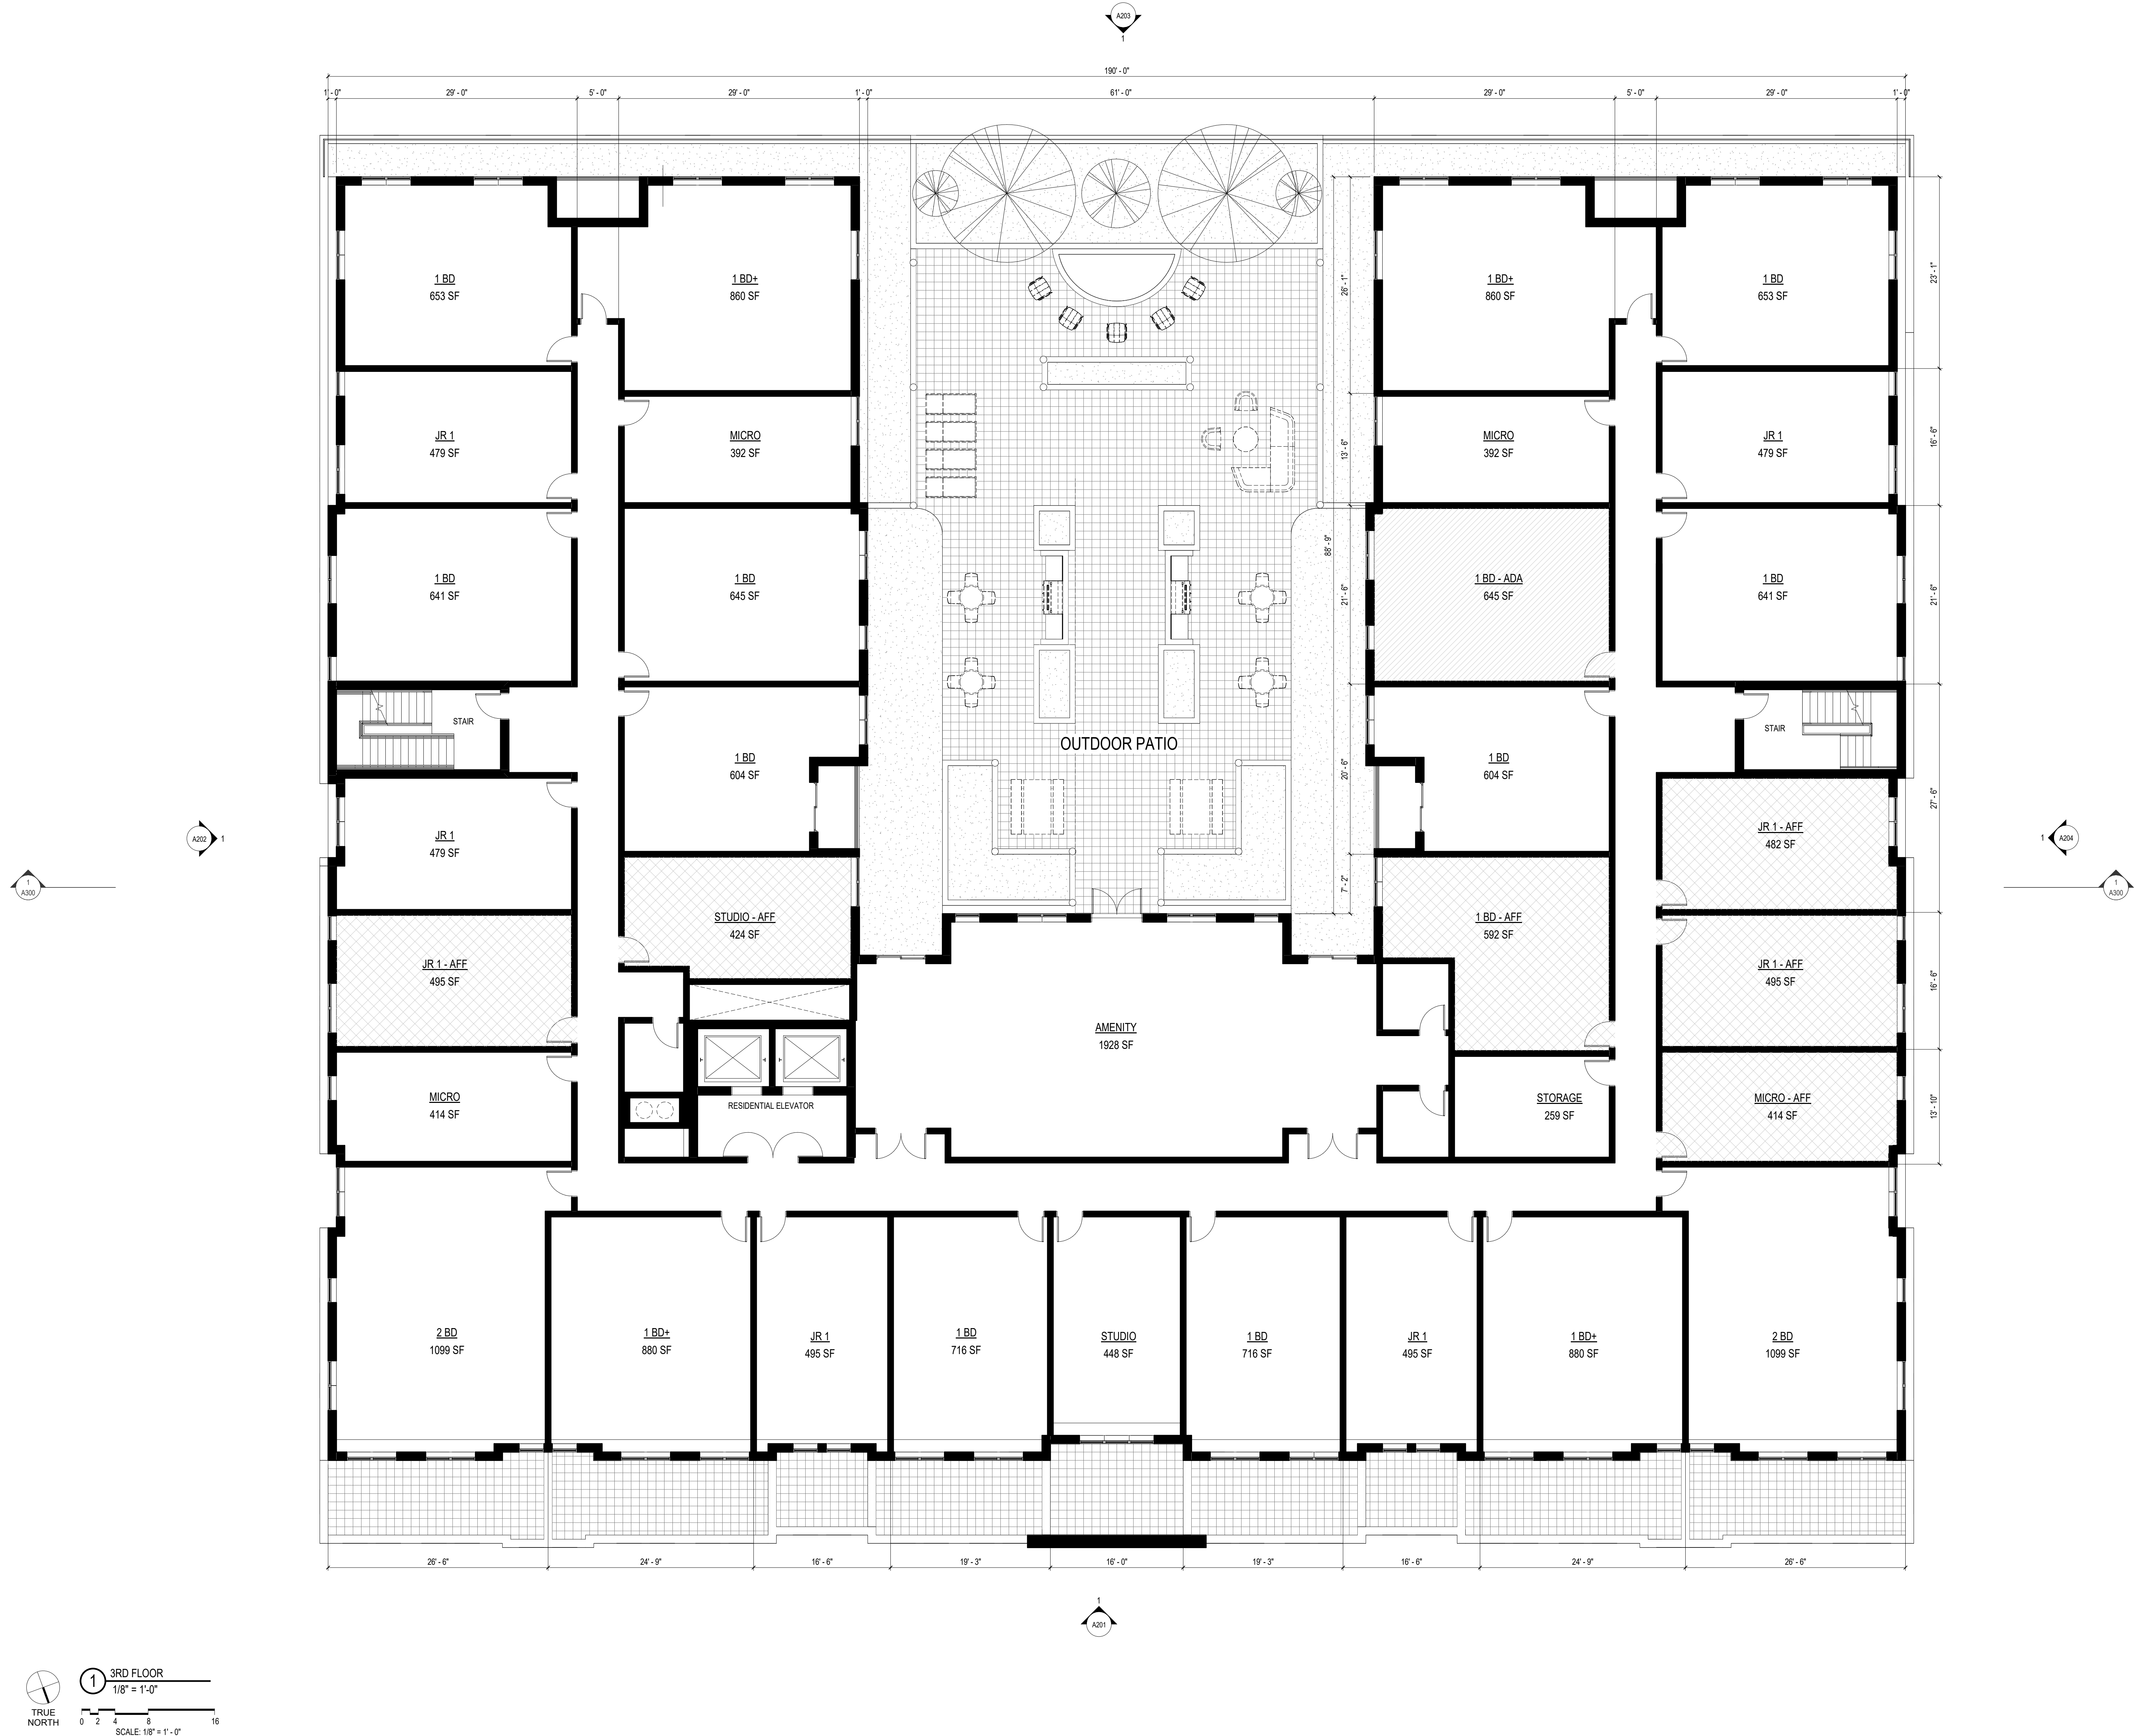 A203
1
190' - 0"
1' - 0"
29' - 0"
5' - 0"
29' - 0"
1' - 0"
61' - 0"
29' - 0"
5' - 0"
29' - 0"
1' - 0"
1 BD
653 SF
1 BD+
860 SF
1 BD+
860 SF
1 BD
653 SF
26' - 1"
23' - 1"
JR 1
479 SF
MICRO
392 SF
MICRO
392 SF
JR 1
479 SF
13' - 6"
16' - 6"
88' - 9"
1 BD
641 SF
1 BD
645 SF
1 BD - ADA
645 SF
1 BD
641 SF
21' - 6"
21' - 6"
STAIR
OUTDOOR PATIO
STAIR
1 BD
604 SF
1 BD
604 SF
20' - 6"
27' - 6"
A202
1
JR 1
479 SF
JR 1 - AFF
482 SF
1
A204
1
A300
7' - 2"
1
A300
STUDIO - AFF
424 SF
1 BD - AFF
592 SF
JR 1 - AFF
495 SF
JR 1 - AFF
495 SF
16' - 6"
AMENITY
1928 SF
MICRO
414 SF
RESIDENTIAL ELEVATOR
STORAGE
259 SF
MICRO - AFF
414 SF
13' - 10"
2 BD
1099 SF
1 BD+
880 SF
JR 1
495 SF
1 BD
716 SF
STUDIO
448 SF
1 BD
716 SF
JR 1
495 SF
1 BD+
880 SF
2 BD
1099 SF
26' - 6"
24' - 9"
16' - 6"
19' - 3"
16' - 0"
19' - 3"
16' - 6"
24' - 9"
26' - 6"
1
A201
TRUE
NORTH
1
3RD FLOOR
1/8" = 1'-0"
0 2 4 8 16
SCALE: 1/8" = 1' - 0"